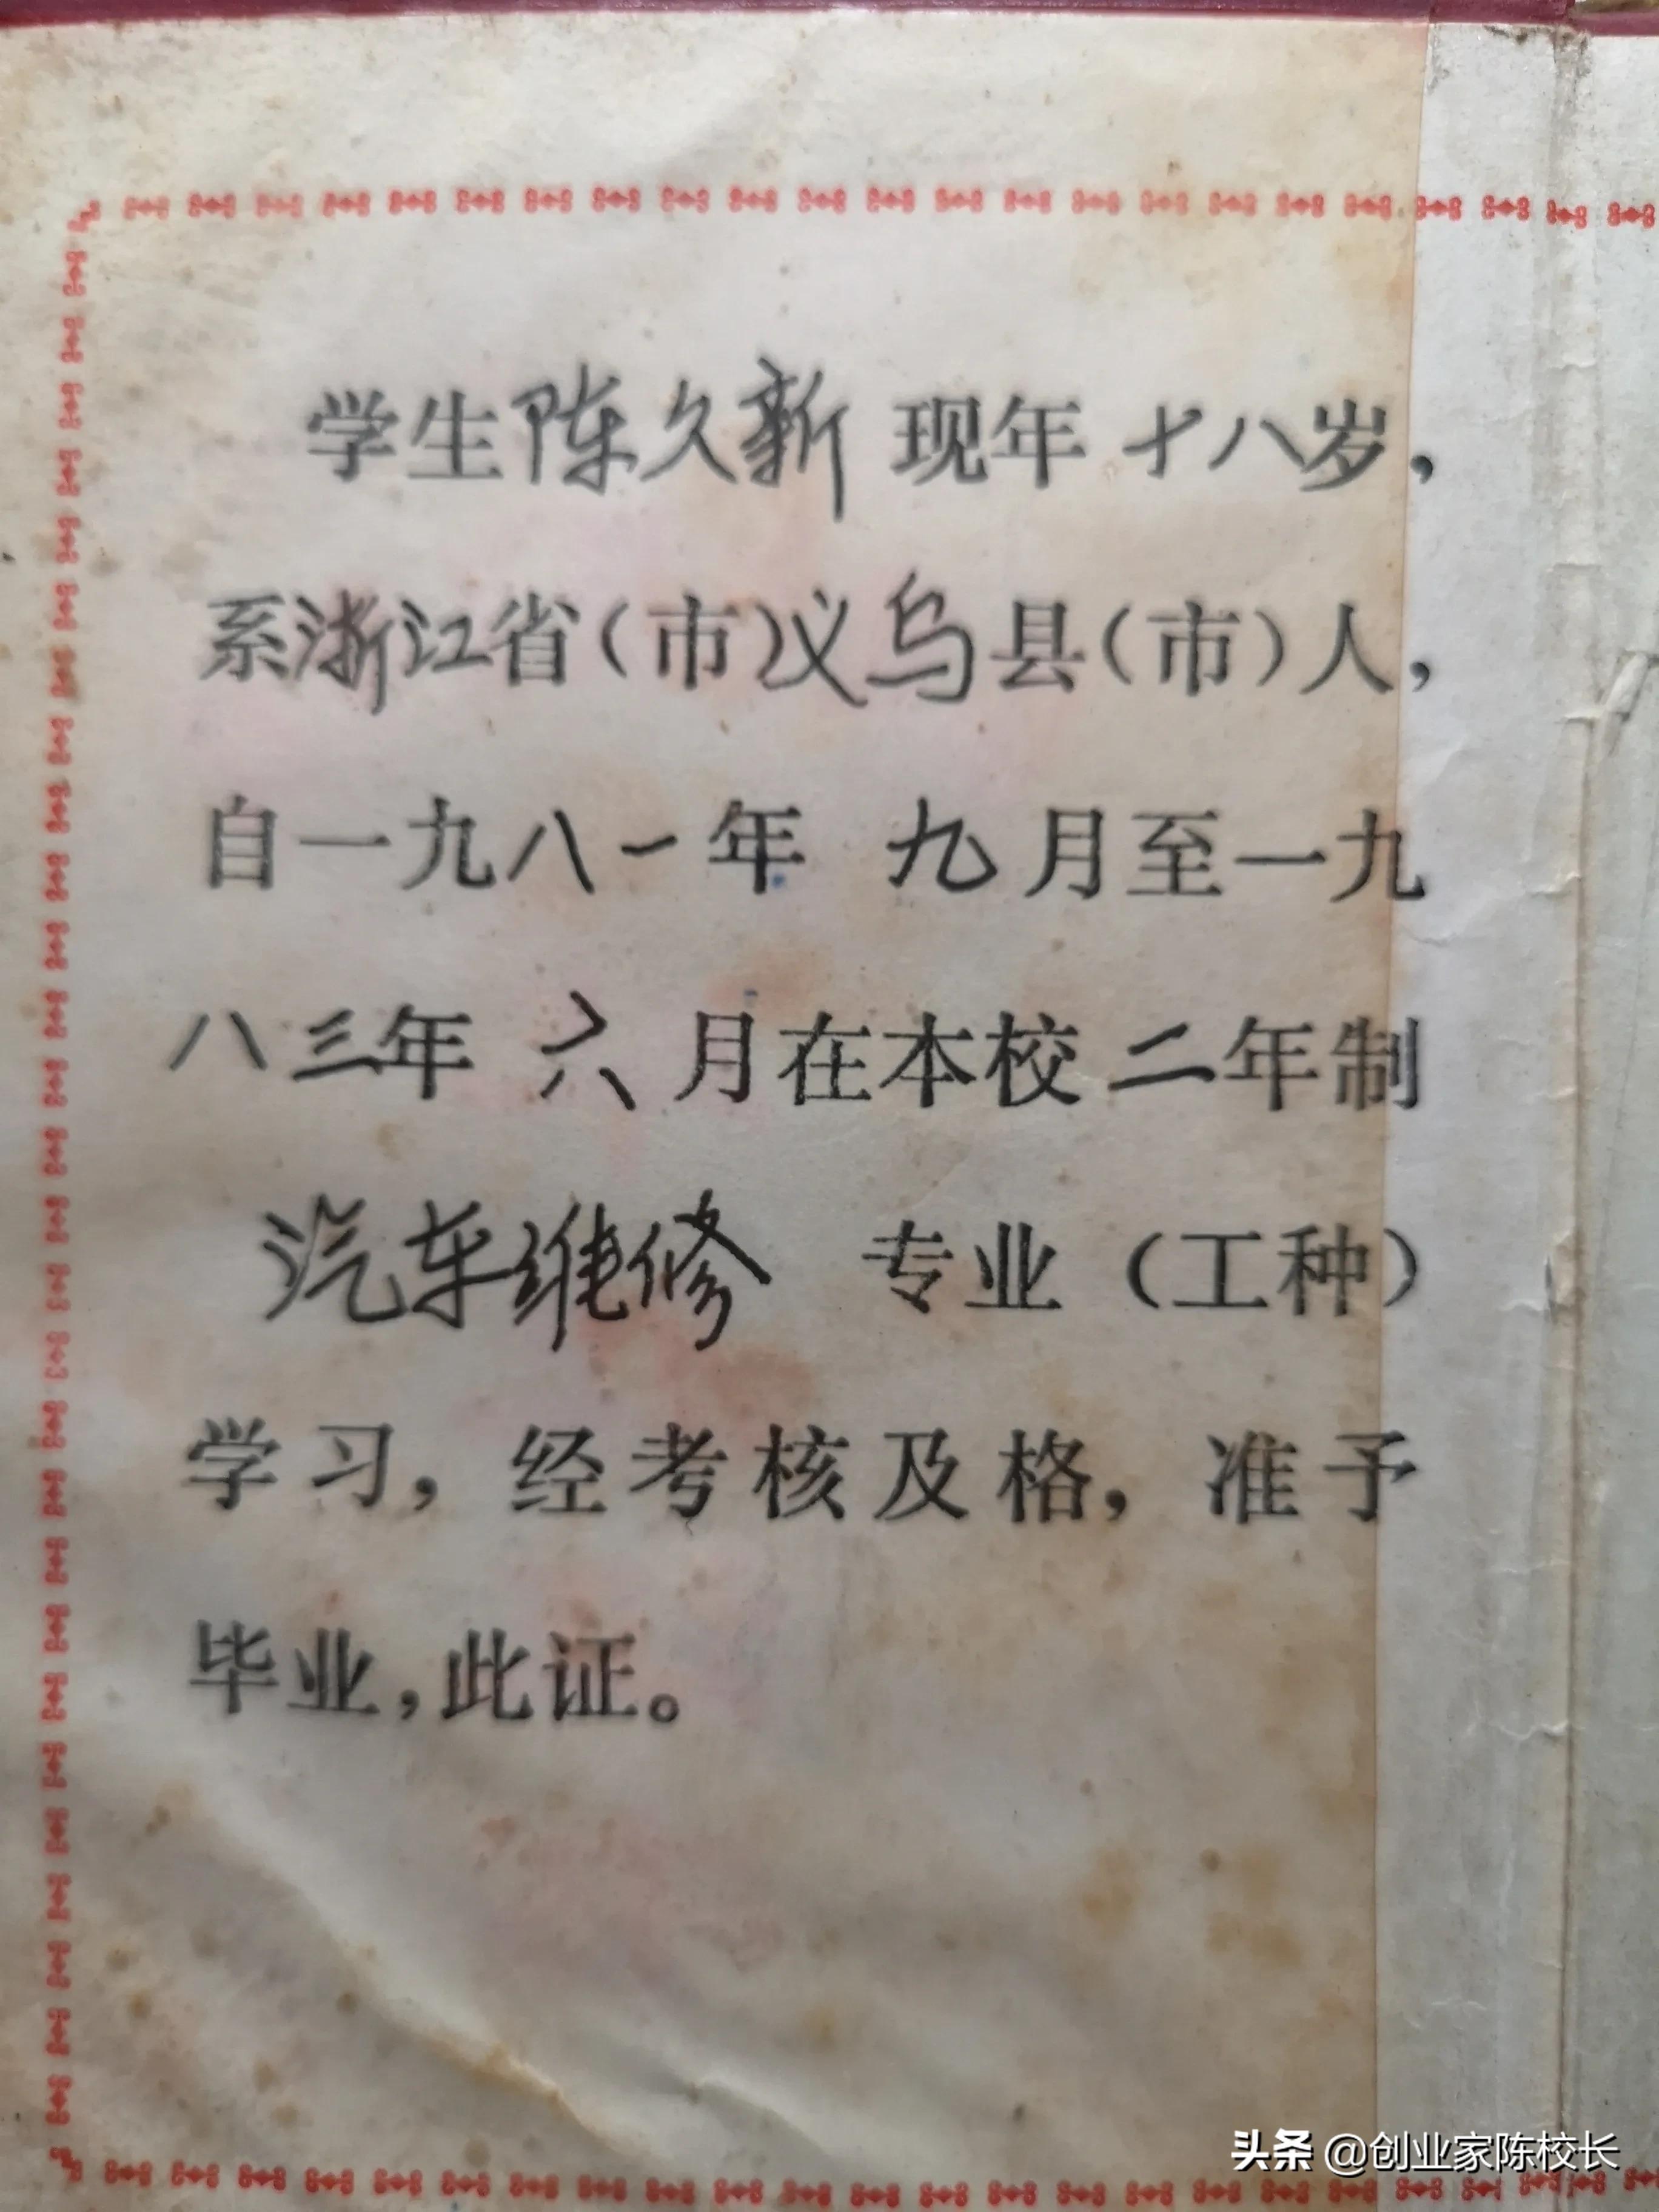 学生陈久新 现年 十八岁，
系浙江省（市）义乌县（市）人，
自一九八一年 九月至一九
八三年 六月在本校二年制
汽车维修 专业（工种）
学习，经考核及格，准予
毕业，此证。
头条 @创业家陈校长